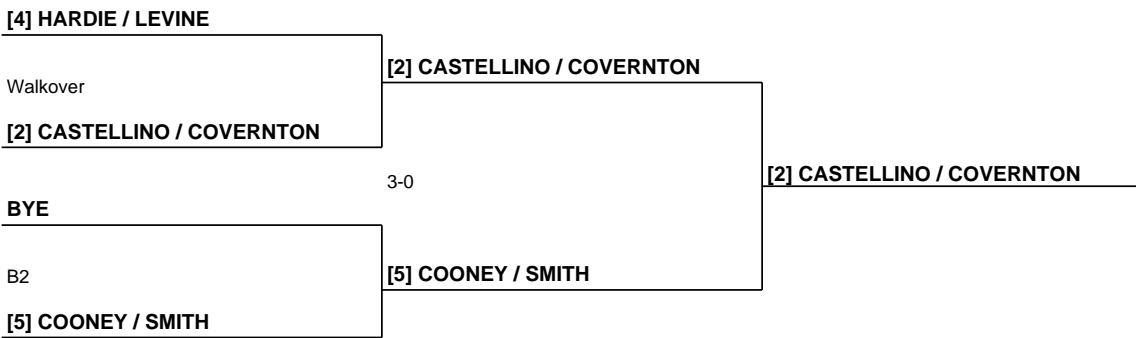 [4] HARDIE / LEVINE
[2] CASTELLINO / COVERNTON
Walkover
[2] CASTELLINO / COVERNTON
3-0
[2] CASTELLINO / COVERNTON
BYE
B2
[5] COONEY / SMITH
[5] COONEY / SMITH